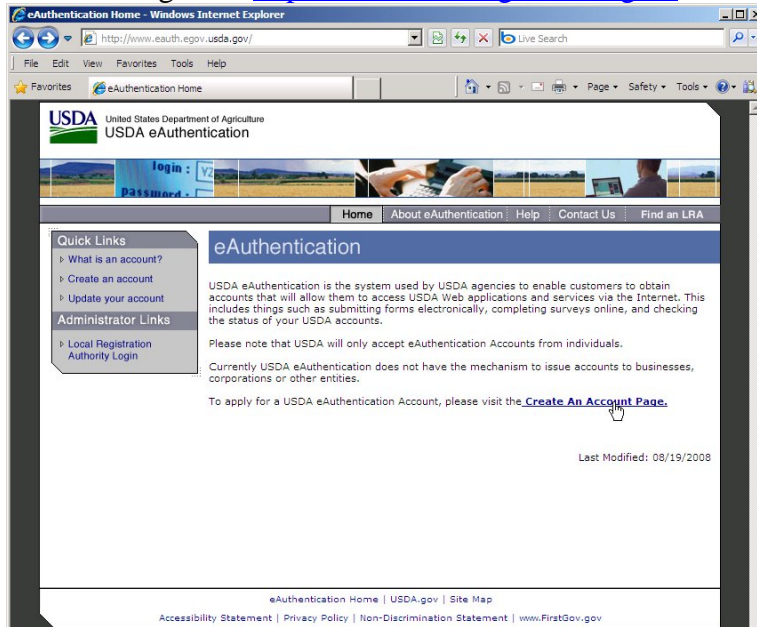 eAuthentication Home - Windows Internet Explorer
http://www.eauth.egov.usda.gov/
Live Search
File Edit View Favorites Tools Help
Favorites eAuthentication Home
Page Safety Tools
USDA United States Department of Agriculture
USDA eAuthentication
login :
password .
Home About eAuthentication Help Contact Us Find an LRA
Quick Links
What is an account?
Create an account
Update your account
Administrator Links
Local Registration
Authority Login
eAuthentication
USDA eAuthentication is the system used by USDA agencies to enable customers to obtain
accounts that will allow them to access USDA Web applications and services via the Internet. This
includes things such as submitting forms electronically, completing surveys online, and checking
the status of your USDA accounts.
Please note that USDA will only accept eAuthentication Accounts from individuals.
Currently USDA eAuthentication does not have the mechanism to issue accounts to businesses,
corporations or other entities.
To apply for a USDA eAuthentication Account, please visit the Create An Account Page.
Last Modified: 08/19/2008
eAuthentication Home | USDA.gov | Site Map
Accessibility Statement | Privacy Policy | Non-Discrimination Statement | www.FirstGov.gov